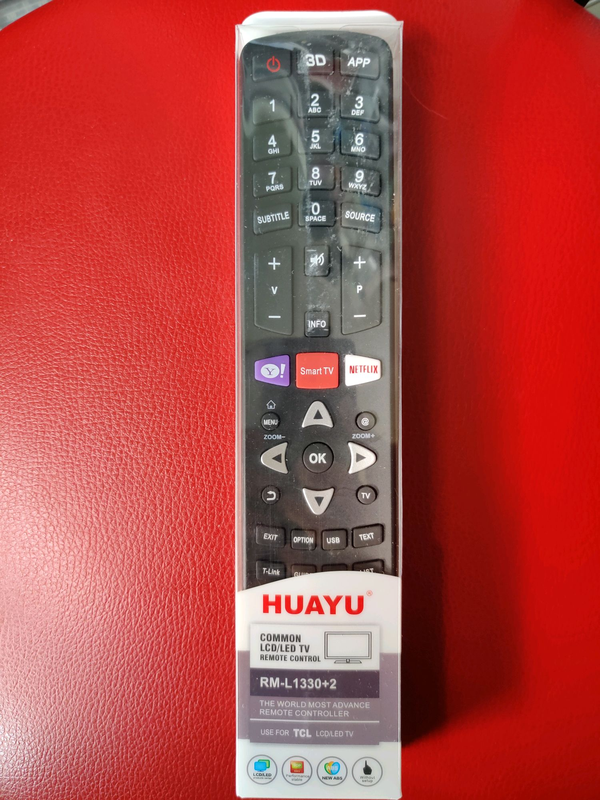 3D APP
1 2 3
ABC DEF
4 5 6
GHI JKL MNO
7 8 9
PQRS TUV WXYZ
SUBTITLE 0 SOURCE
SPACE
+ +
V P
- -
INFO
Y! Smart TV NETFLIX
MENU @
ZOOM- ZOOM+
OK
TV
EXIT OPTION USB TEXT
T-Link
HUAYU®
COMMON
LCD/LED TV
REMOTE CONTROL
RM-L1330+2
THE WORLD MOST ADVANCE
REMOTE CONTROLLER
USE FOR TCL LCD/LED TV
LCD/LED NEW ABS